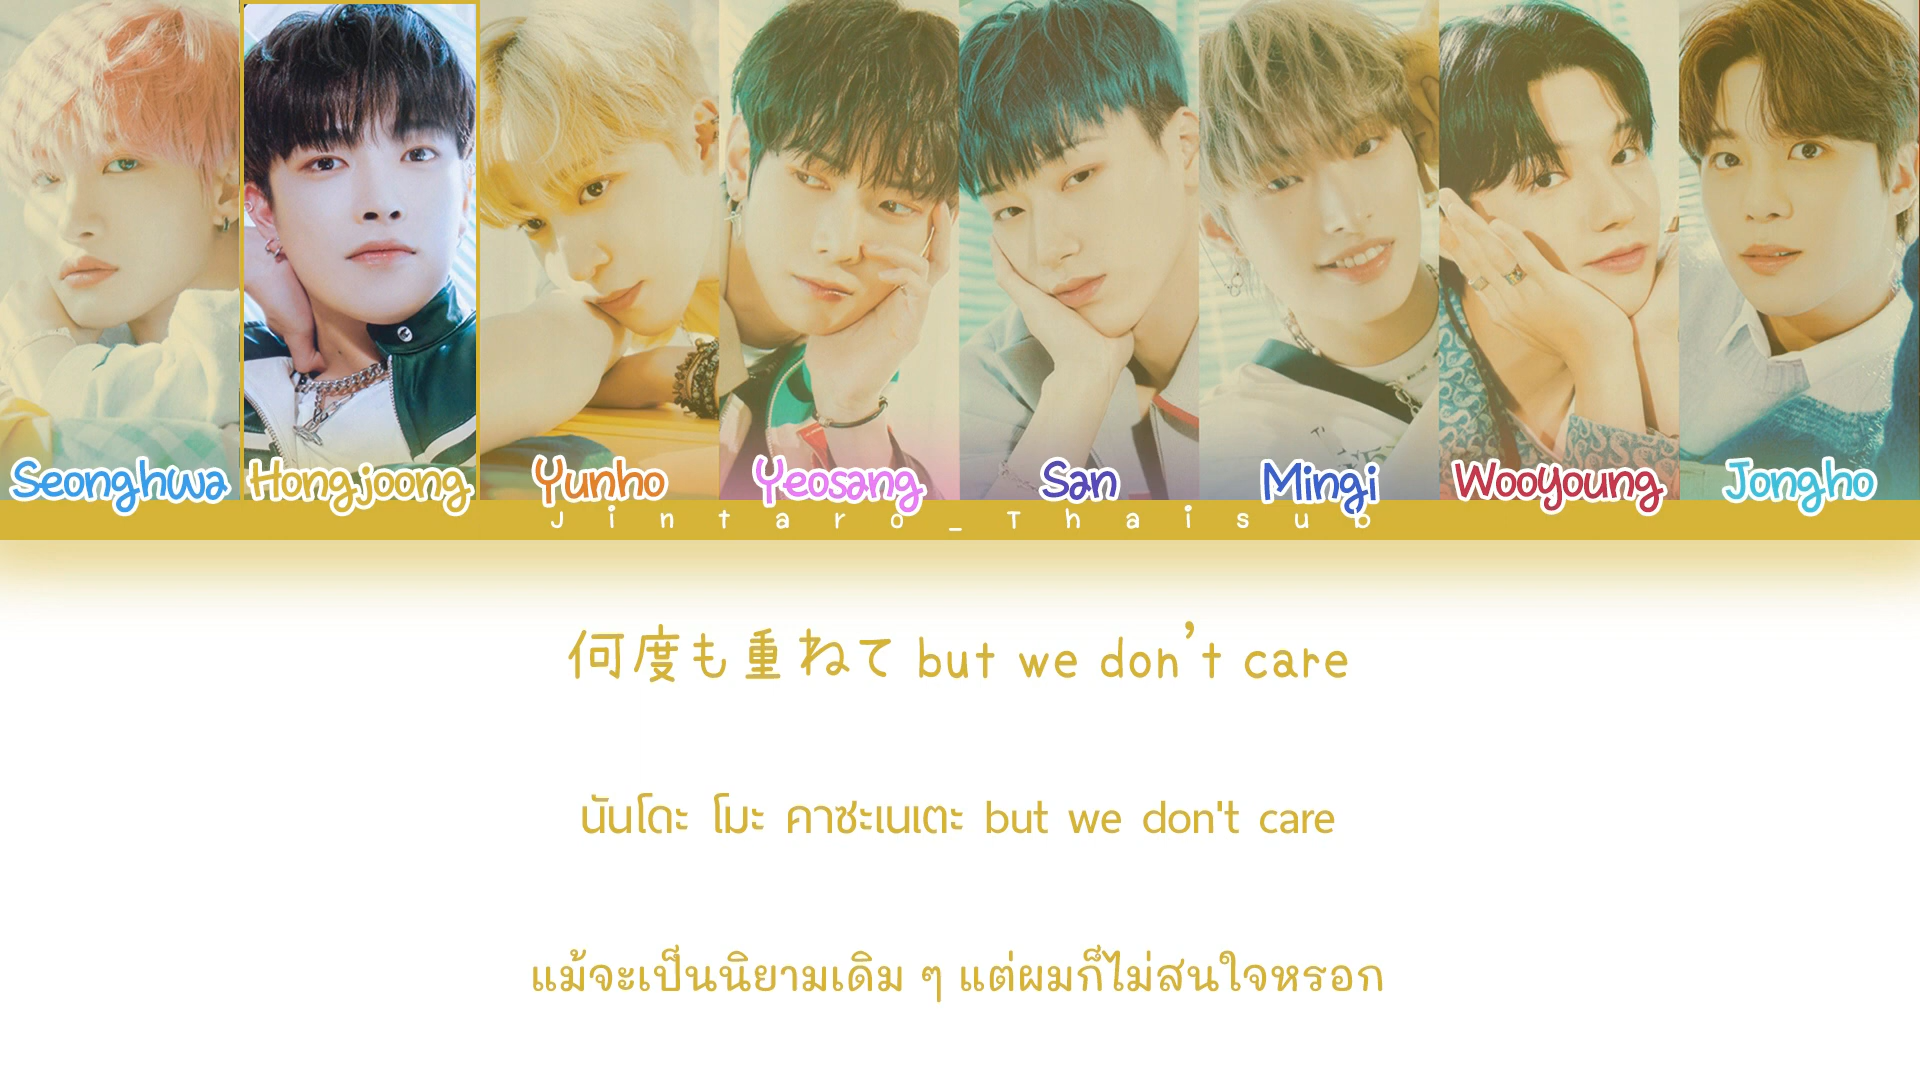 Seonghwa Hongjoong Yunho Yeosang San Mingi Wooyoung Jongho
Jintaro_Thaisub
何度も重ねて but we don’t care
นันโดะ โมะ คาซะเนเตะ but we don't care
แม้จะเป็นนิยามเดิม ๆ แต่ผมก็ไม่สนใจหรอก